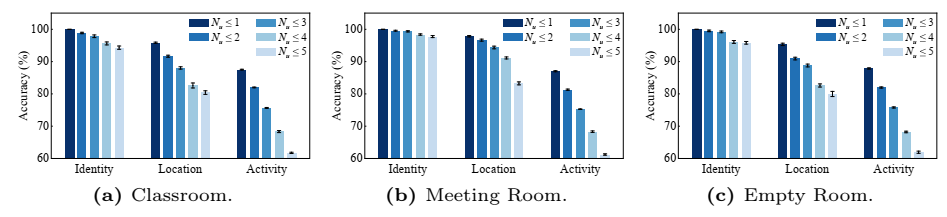 N_u ≤ 1 N_u ≤ 3
N_u ≤ 2 N_u ≤ 4
N_u ≤ 5
100
90
80
70
60
Accuracy (%)
Identity Location Activity
(a) Classroom.
N_u ≤ 1 N_u ≤ 3
N_u ≤ 2 N_u ≤ 4
N_u ≤ 5
100
90
80
70
60
Accuracy (%)
Identity Location Activity
(b) Meeting Room.
N_u ≤ 1 N_u ≤ 3
N_u ≤ 2 N_u ≤ 4
N_u ≤ 5
100
90
80
70
60
Accuracy (%)
Identity Location Activity
(c) Empty Room.